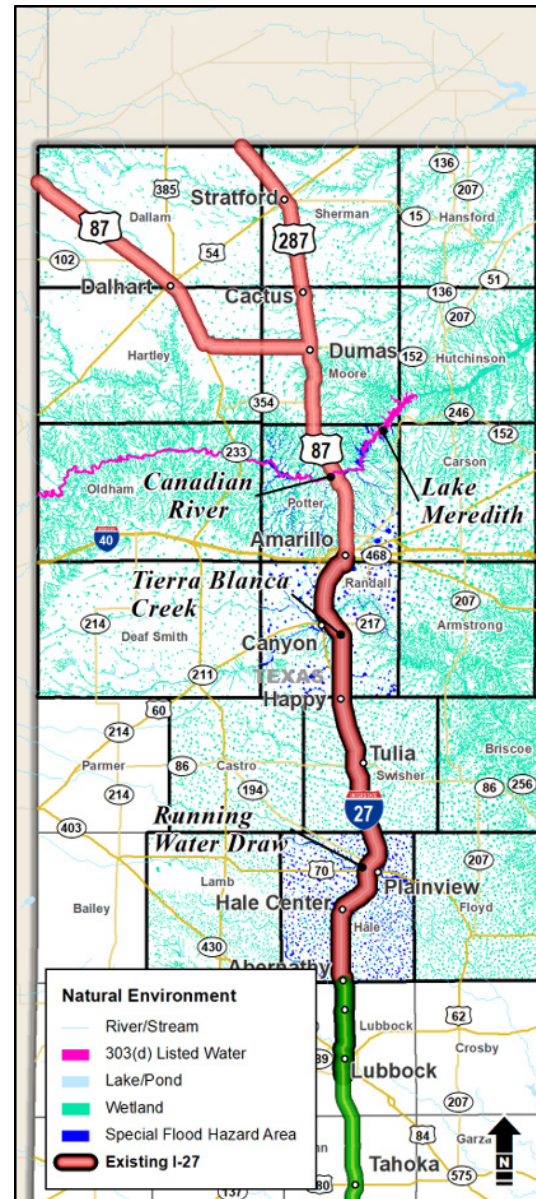 136
385
207
Stratford
Dallam
Sherman
15
Hansford
87
287
102
54
51
Dalhart
Cactus
136
207
Dumas
152
Hutchinson
Hartley
Moore
354
246
152
233
87
Carson
Oldham
Canadian
River
Potter
Lake
Meredith
40
Amarillo
468
Tierra Blanca
Creek
Randall
207
214
217
Armstrong
Deaf Smith
Canyon
TEXAS
211
Happy
60
214
Tulia
Briscoe
Parmer
86
Castro
Swisher
86
256
214
194
27
403
Running
Water Draw
207
70
Lamb
Plainview
Bailey
Hale Center
Floyd
Hale
430
Abernathy
Natural Environment
River/Stream
303(d) Listed Water
Lake/Pond
Wetland
Special Flood Hazard Area
Existing I-27
62
Lubbock
Crosby
Lubbock
207
84
Garza
N
Tahoka
575
137